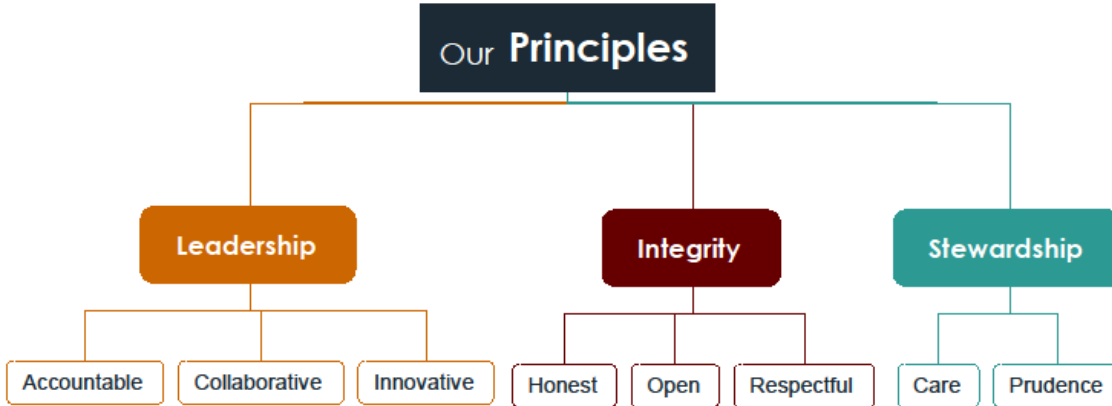 Our Principles
Leadership
Integrity
Stewardship
Accountable
Collaborative
Innovative
Honest
Open
Respectful
Care
Prudence